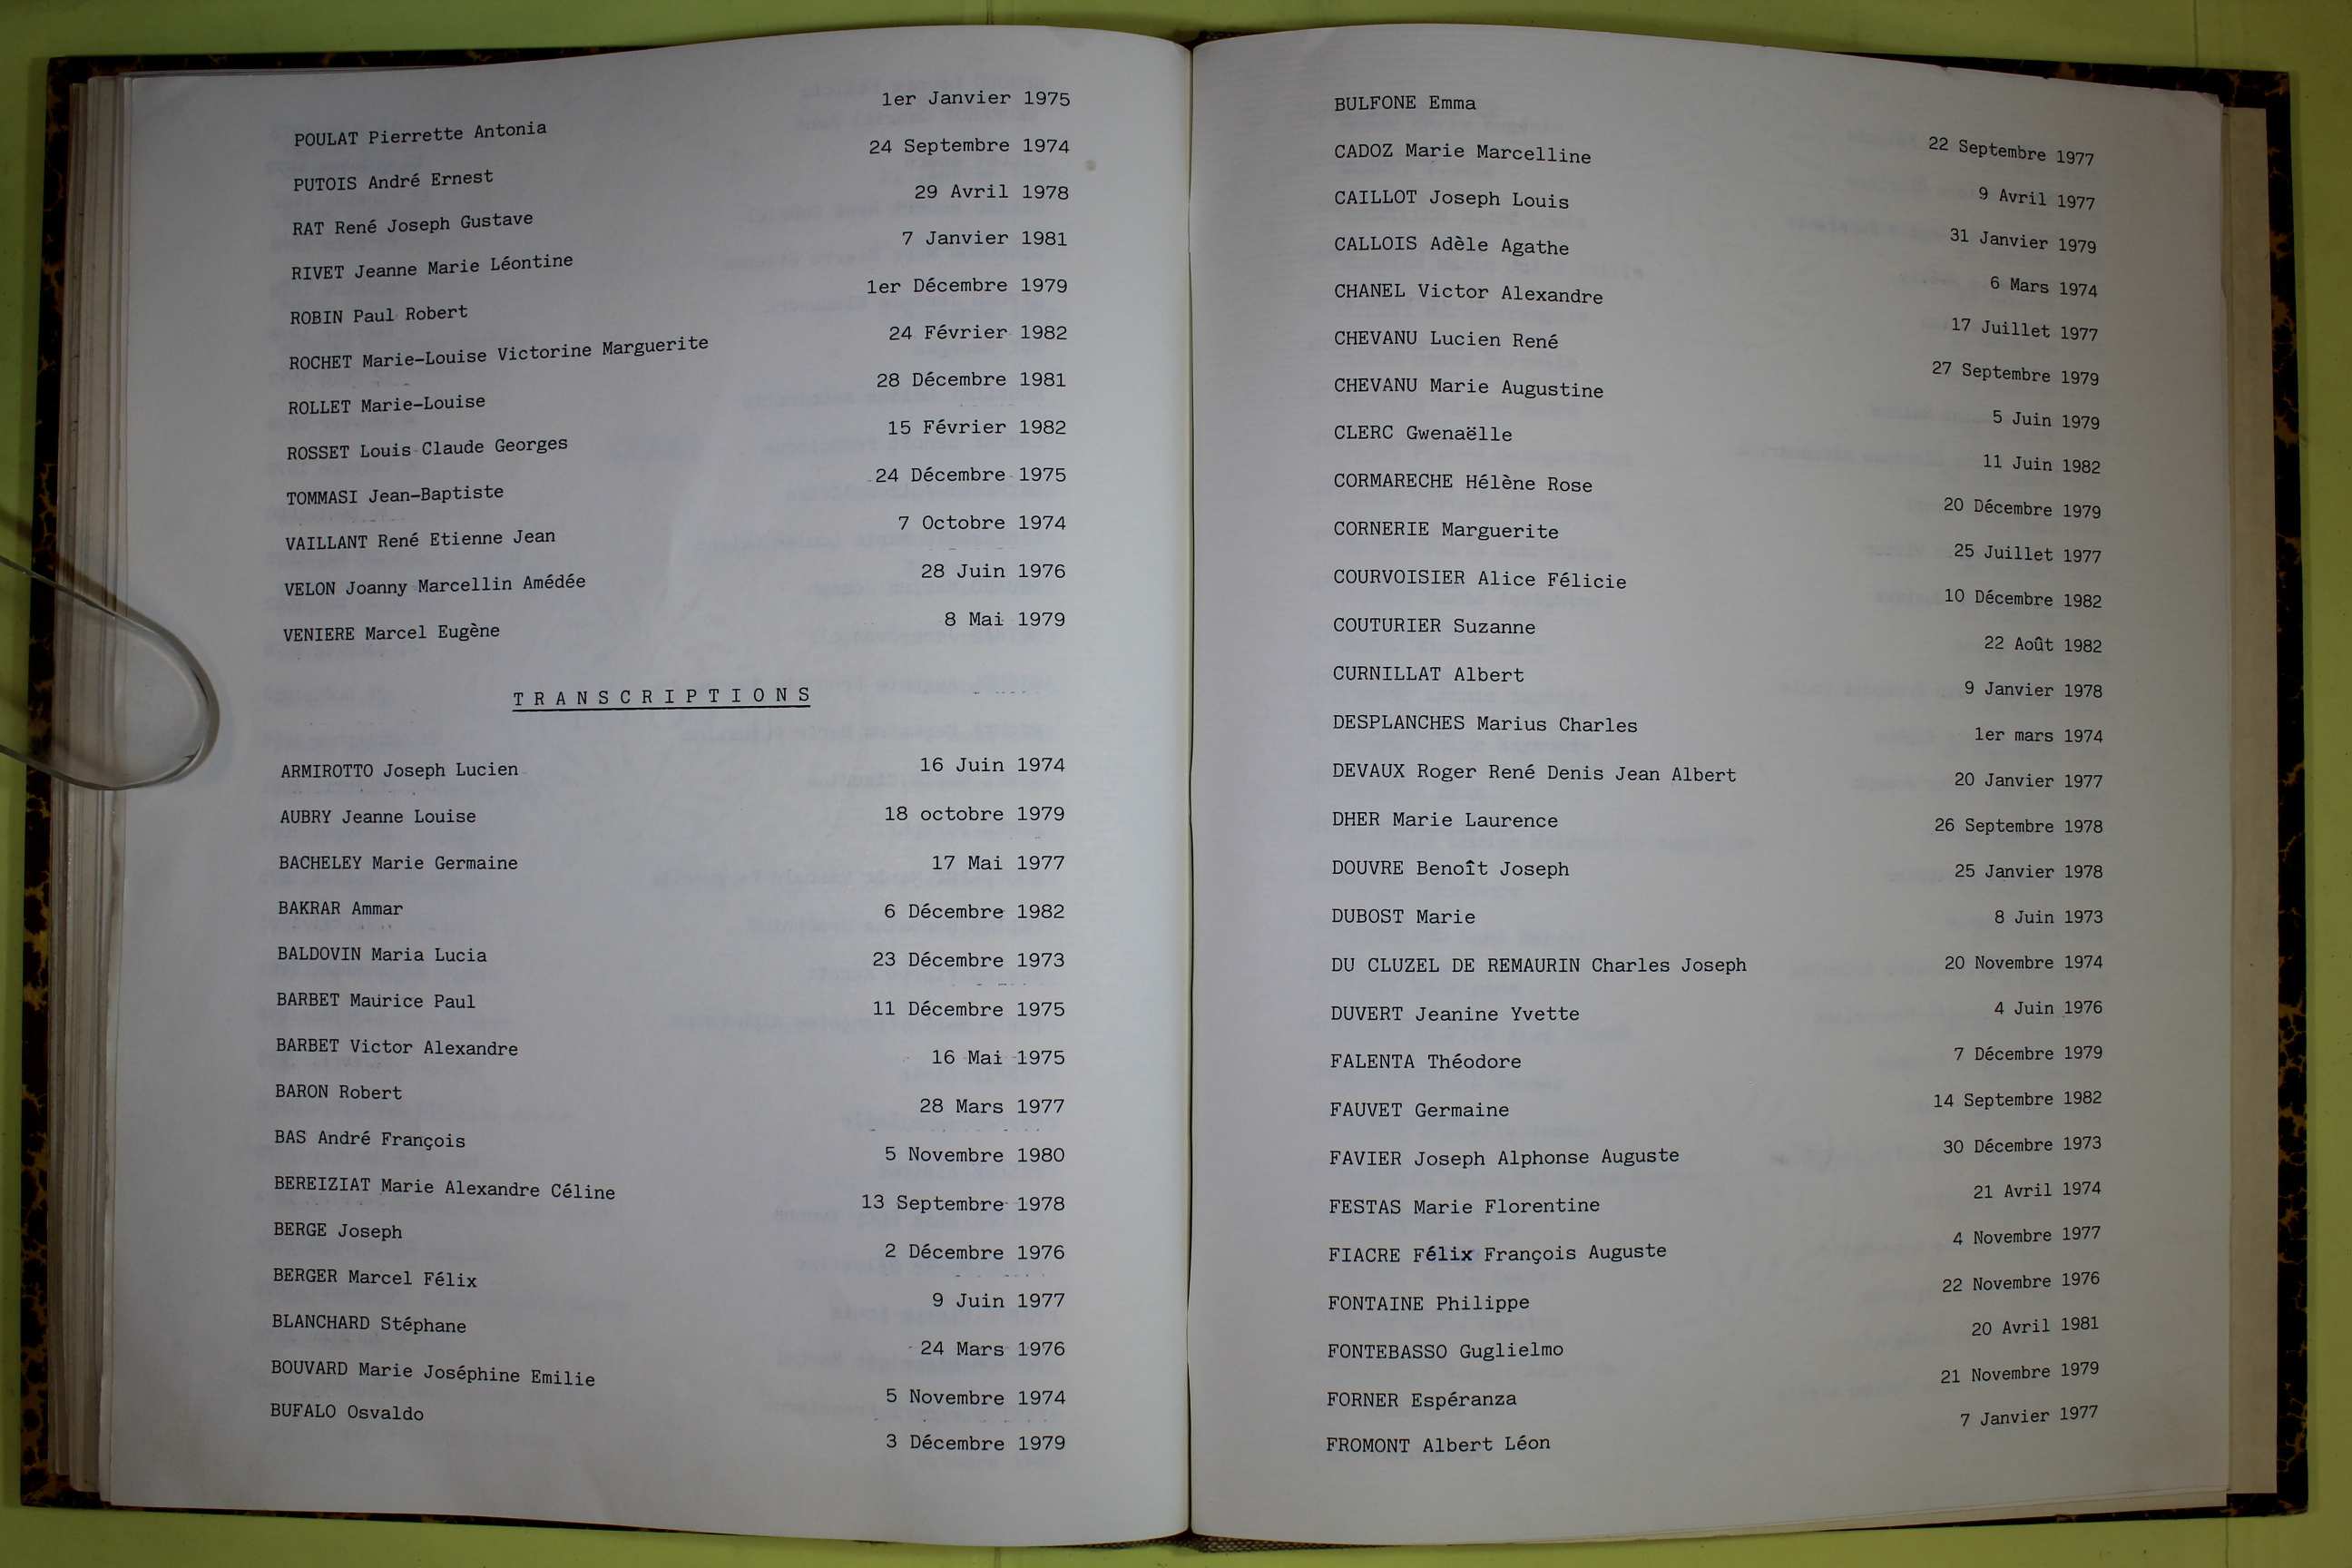 POULAT Pierrette Antonia 1er Janvier 1975
PUTOIS André Ernest 24 Septembre 1974
RAT René Joseph Gustave 29 Avril 1978
RIVET Jeanne Marie Léontine 7 Janvier 1981
ROBIN Paul Robert 1er Décembre 1979
ROCHET Marie-Louise Victorine Marguerite 24 Février 1982
ROLLET Marie-Louise 28 Décembre 1981
ROSSET Louis Claude Georges 15 Février 1982
TOMMASI Jean-Baptiste 24 Décembre 1975
VAILLANT René Etienne Jean 7 Octobre 1974
VELON Joanny Marcellin Amédée 28 Juin 1976
VENIERE Marcel Eugène 8 Mai 1979
T R A N S C R I P T I O N S
ARMIROTTO Joseph Lucien 16 Juin 1974
AUBRY Jeanne Louise 18 octobre 1979
BACHELEY Marie Germaine 17 Mai 1977
BAKRAR Ammar 6 Décembre 1982
BALDOVIN Maria Lucia 23 Décembre 1973
BARBET Maurice Paul 11 Décembre 1975
BARBET Victor Alexandre 16 Mai 1975
BARON Robert 28 Mars 1977
BAS André François 5 Novembre 1980
BEREIZIAT Marie Alexandre Céline 13 Septembre 1978
BERGE Joseph 2 Décembre 1976
BERGER Marcel Félix 9 Juin 1977
BLANCHARD Stéphane 24 Mars 1976
BOUVARD Marie Joséphine Emilie 5 Novembre 1974
BUFALO Osvaldo 3 Décembre 1979
BULFONE Emma 22 Septembre 1977
CADOZ Marie Marcelline 9 Avril 1977
CAILLOT Joseph Louis 31 Janvier 1979
CALLOIS Adèle Agathe 6 Mars 1974
CHANEL Victor Alexandre 17 Juillet 1977
CHEVANU Lucien René 27 Septembre 1979
CHEVANU Marie Augustine 5 Juin 1979
CLERC Gwenaëlle 11 Juin 1982
CORMARECHE Hélène Rose 20 Décembre 1979
CORNERIE Marguerite 25 Juillet 1977
COURVOISIER Alice Félicie 10 Décembre 1982
COUTURIER Suzanne 22 Août 1982
CURNILLAT Albert 9 Janvier 1978
DESPLANCHES Marius Charles 1er mars 1974
DEVAUX Roger René Denis Jean Albert 20 Janvier 1977
DHER Marie Laurence 26 Septembre 1978
DOUVRE Benoît Joseph 25 Janvier 1978
DUBOST Marie 8 Juin 1973
DU CLUZEL DE REMAURIN Charles Joseph 20 Novembre 1974
DUVERT Jeanine Yvette 4 Juin 1976
FALENTA Théodore 7 Décembre 1979
FAUVET Germaine 14 Septembre 1982
FAVIER Joseph Alphonse Auguste 30 Décembre 1973
FESTAS Marie Florentine 21 Avril 1974
FIACRE Félix François Auguste 4 Novembre 1977
FONTAINE Philippe 22 Novembre 1976
FONTEBASSO Guglielmo 20 Avril 1981
FORNER Espéranza 21 Novembre 1979
FROMONT Albert Léon 7 Janvier 1977